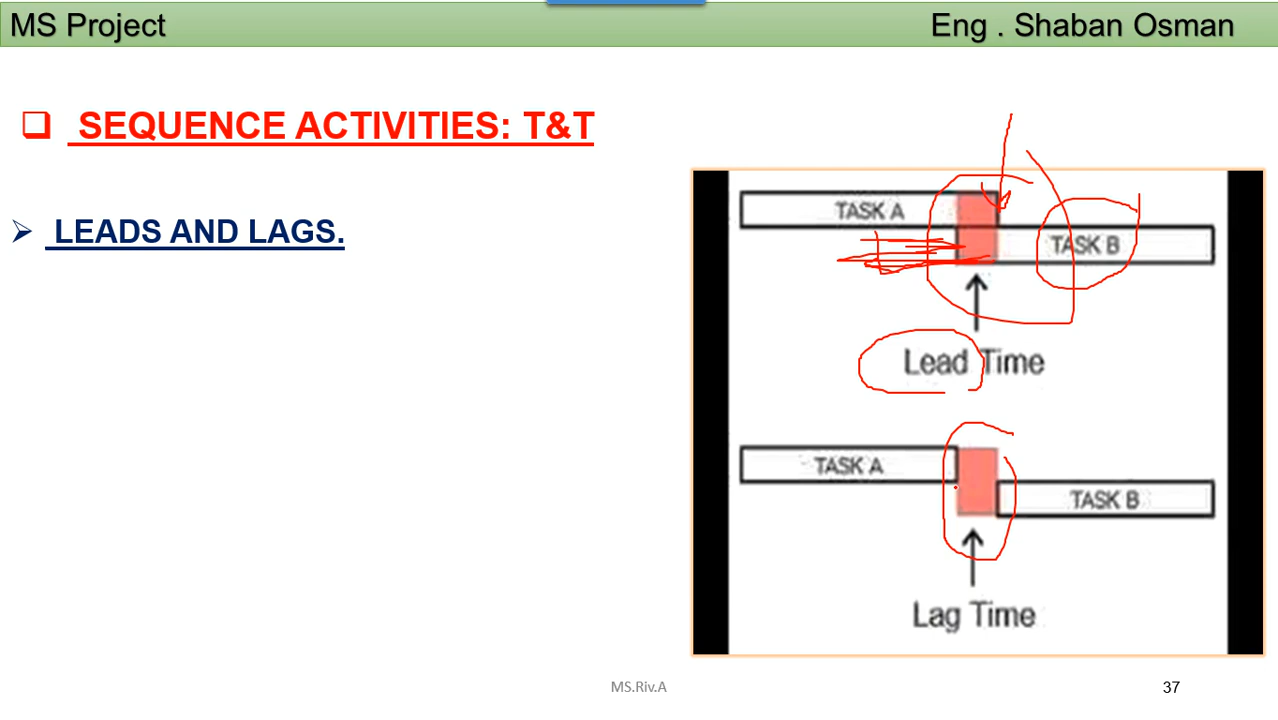 MS Project
Eng . Shaban Osman
SEQUENCE ACTIVITIES: T&T
LEADS AND LAGS.
TASK A
TASK B
Lead Time
TASK A
TASK B
Lag Time
MS.Riv.A
37